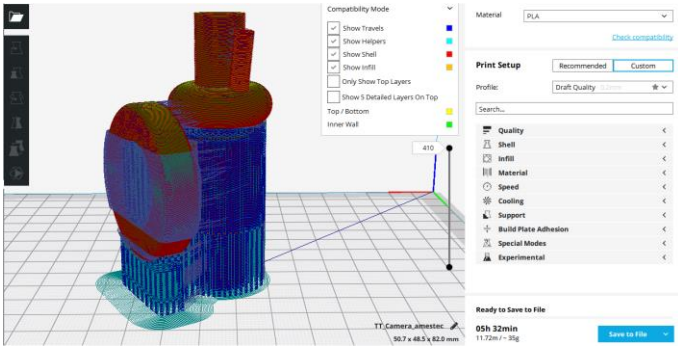 Compatibility Mode
Show Travels
Show Helpers
Show Shell
Show Infill
Only Show Top Layers
Show 5 Detailed Layers On Top
Top / Bottom
Inner Wall
410
TT_Camera_amestec
50.7 x 48.5 x 82.0 mm
Material
PLA
Check compatibility
Print Setup
Recommended
Custom
Profile:
Draft Quality 0.2mm
Search...
Quality
Shell
Infill
Material
Speed
Cooling
Support
Build Plate Adhesion
Special Modes
Experimental
Ready to Save to File
05h 32min
11.72m / ~ 35g
Save to File